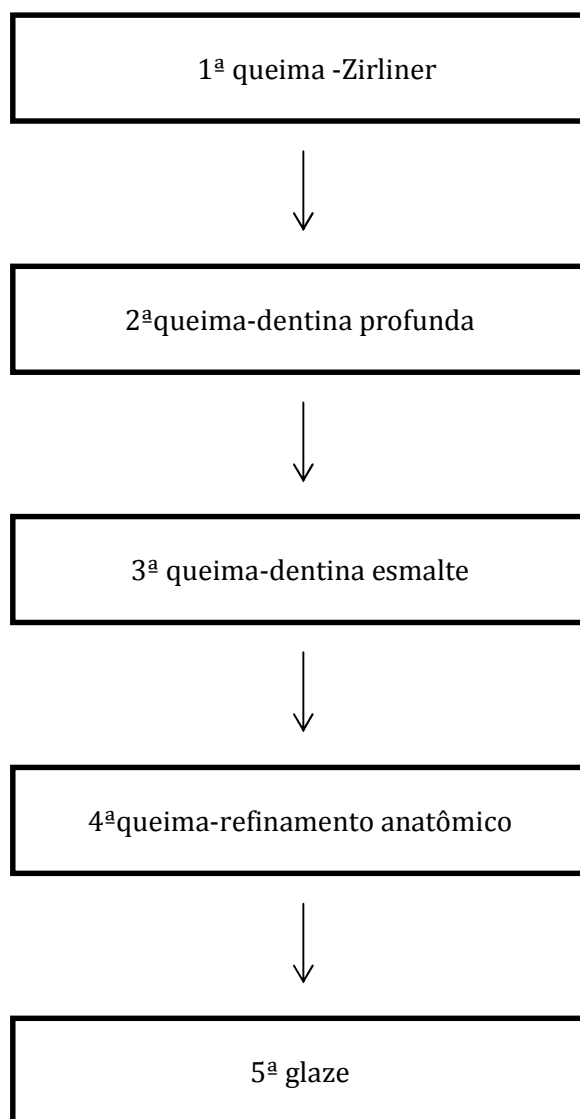 1ª queima -Zirliner
2ªqueima-dentina profunda
3ª queima-dentina esmalte
4ªqueima-refinamento anatômico
5ª glaze